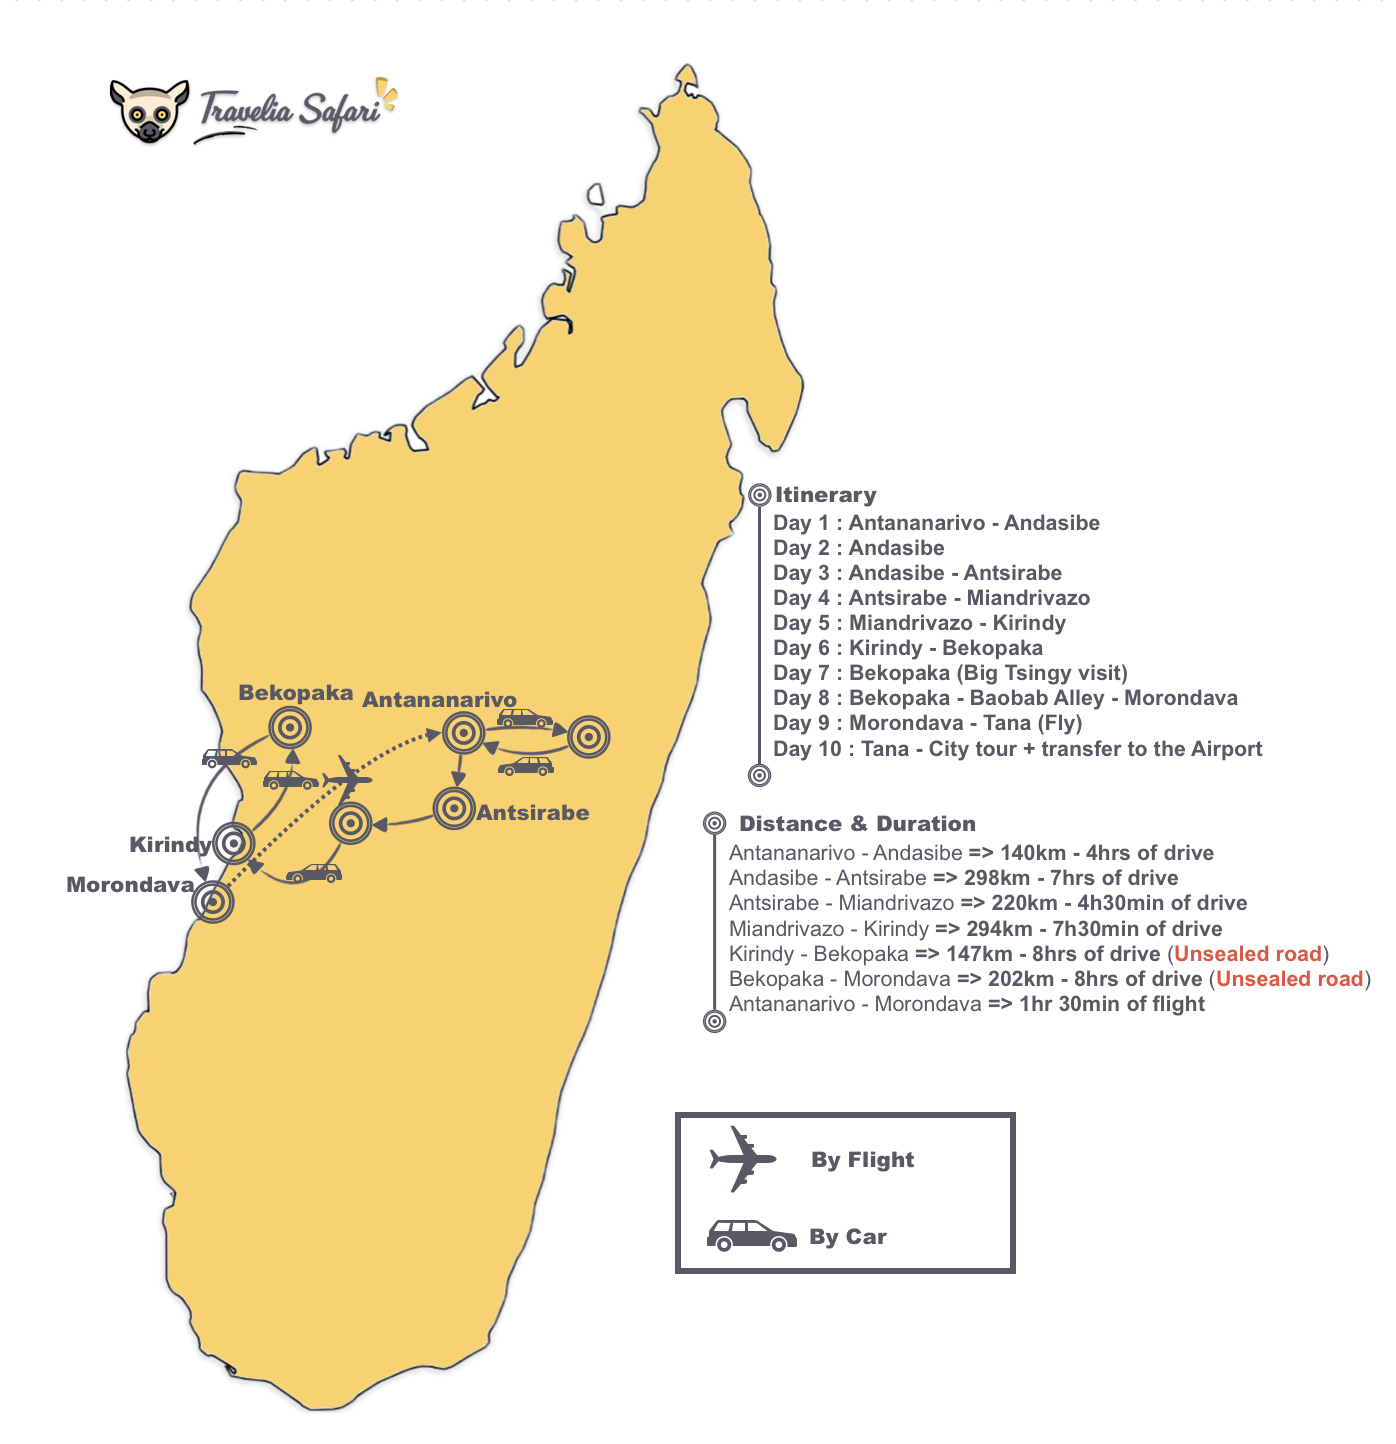 Travelia Safari
Itinerary
Day 1 : Antananarivo - Andasibe
Day 2 : Andasibe
Day 3 : Andasibe - Antsirabe
Day 4 : Antsirabe - Miandrivazo
Day 5 : Miandrivazo - Kirindy
Day 6 : Kirindy - Bekopaka
Day 7 : Bekopaka (Big Tsingy visit)
Day 8 : Bekopaka - Baobab Alley - Morondava
Day 9 : Morondava - Tana (Fly)
Day 10 : Tana - City tour + transfer to the Airport
Bekopaka
Antananarivo
Antsirabe
Kirindy
Morondava
Distance & Duration
Antananarivo - Andasibe => 140km - 4hrs of drive
Andasibe - Antsirabe => 298km - 7hrs of drive
Antsirabe - Miandrivazo => 220km - 4h30min of drive
Miandrivazo - Kirindy => 294km - 7h30min of drive
Kirindy - Bekopaka => 147km - 8hrs of drive (Unsealed road)
Bekopaka - Morondava => 202km - 8hrs of drive (Unsealed road)
Antananarivo - Morondava => 1hr 30min of flight
By Flight
By Car